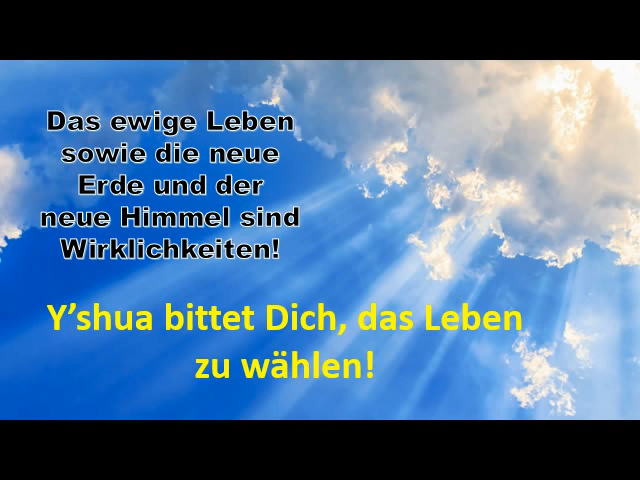 Das ewige Leben
sowie die neue
Erde und der
neue Himmel sind
Wirklichkeiten!
Y’shua bittet Dich, das Leben
zu wählen!